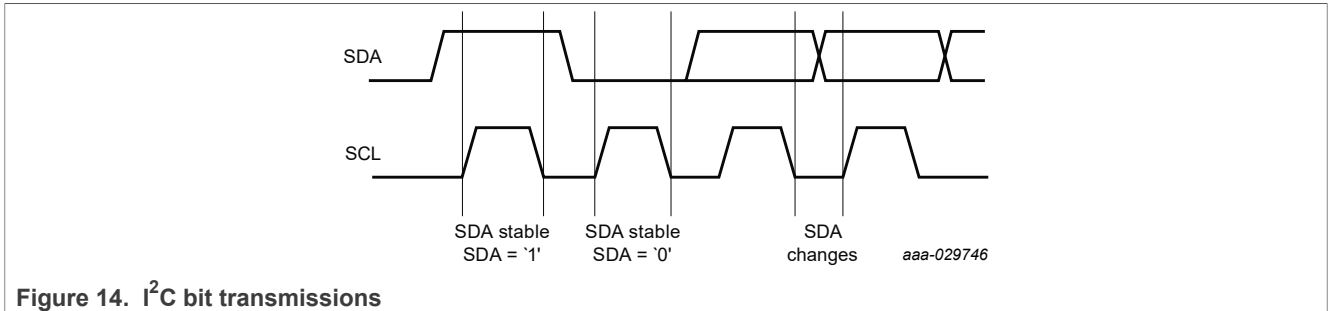 SDA
SCL
SDA stable
SDA = `1'
SDA stable
SDA = `0'
SDA
changes
aaa-029746
Figure 14. I²C bit transmissions